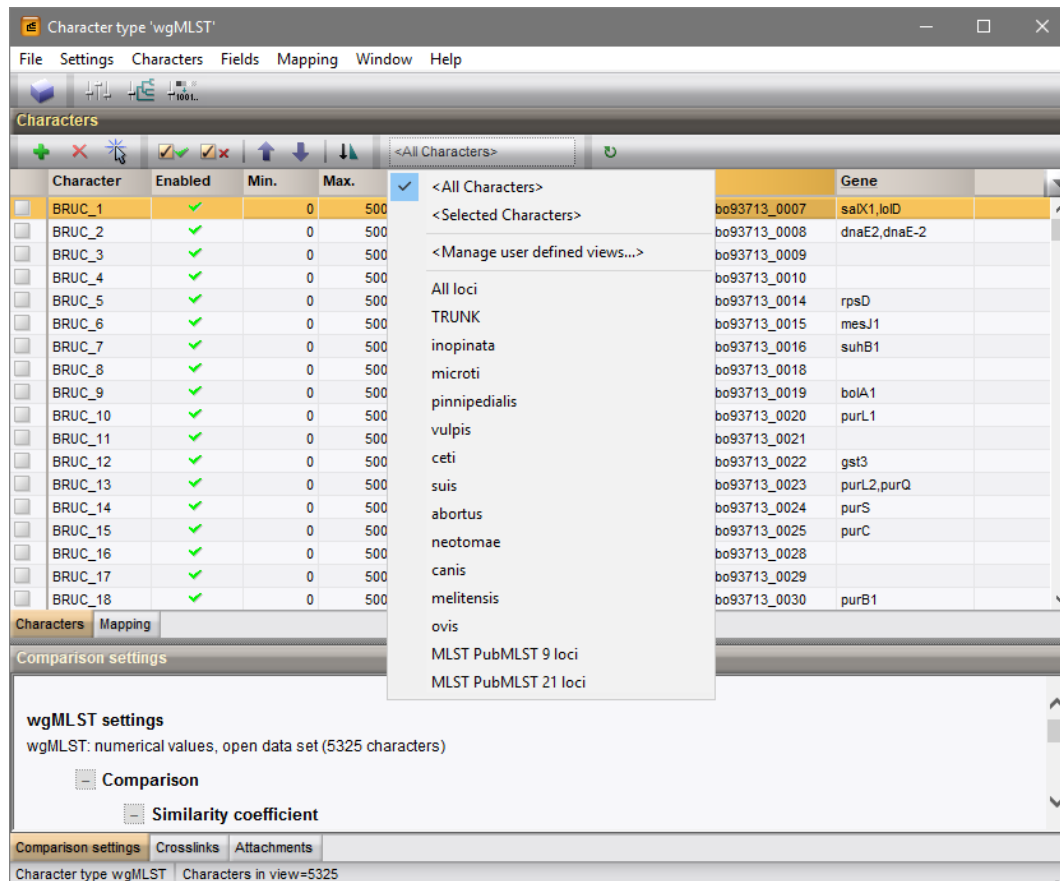 Character type 'wgMLST'
File Settings Characters Fields Mapping Window Help
Characters
<All Characters>
Character Enabled Min. Max. Gene
BRUC_1 0 500 bo93713_0007 salX1,lolD
BRUC_2 0 500 bo93713_0008 dnaE2,dnaE-2
BRUC_3 0 500 bo93713_0009
BRUC_4 0 500 bo93713_0010
BRUC_5 0 500 bo93713_0014 rpsD
BRUC_6 0 500 bo93713_0015 mesJ1
BRUC_7 0 500 bo93713_0016 suhB1
BRUC_8 0 500 bo93713_0018
BRUC_9 0 500 bo93713_0019 bolA1
BRUC_10 0 500 bo93713_0020 purL1
BRUC_11 0 500 bo93713_0021
BRUC_12 0 500 bo93713_0022 gst3
BRUC_13 0 500 bo93713_0023 purL2,purQ
BRUC_14 0 500 bo93713_0024 purS
BRUC_15 0 500 bo93713_0025 purC
BRUC_16 0 500 bo93713_0028
BRUC_17 0 500 bo93713_0029
BRUC_18 0 500 bo93713_0030 purB1
<All Characters>
<Selected Characters>
<Manage user defined views...>
All loci
TRUNK
inopinata
microti
pinnipedialis
vulpis
ceti
suis
abortus
neotomae
canis
melitensis
ovis
MLST PubMLST 9 loci
MLST PubMLST 21 loci
Characters Mapping
Comparison settings
wgMLST settings
wgMLST: numerical values, open data set (5325 characters)
Comparison
Similarity coefficient
Comparison settings Crosslinks Attachments
Character type wgMLST Characters in view=5325